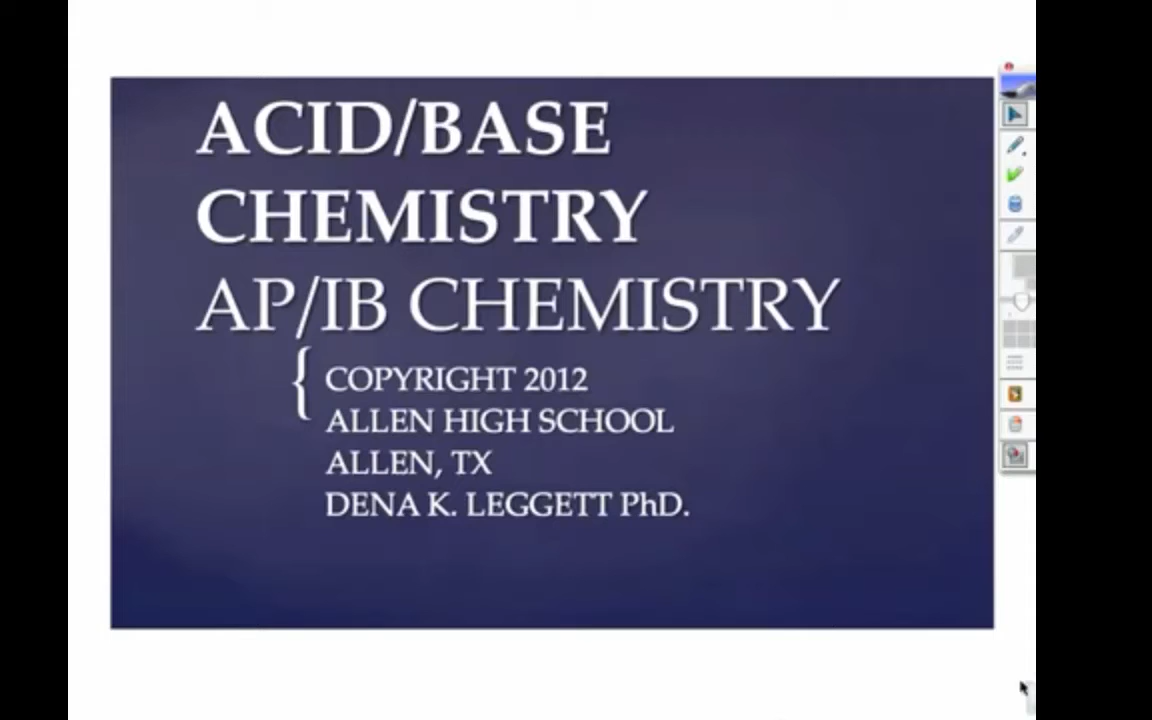 ACID/BASE
CHEMISTRY
AP/IB CHEMISTRY
{ COPYRIGHT 2012
ALLEN HIGH SCHOOL
ALLEN, TX
DENA K. LEGGETT PhD.